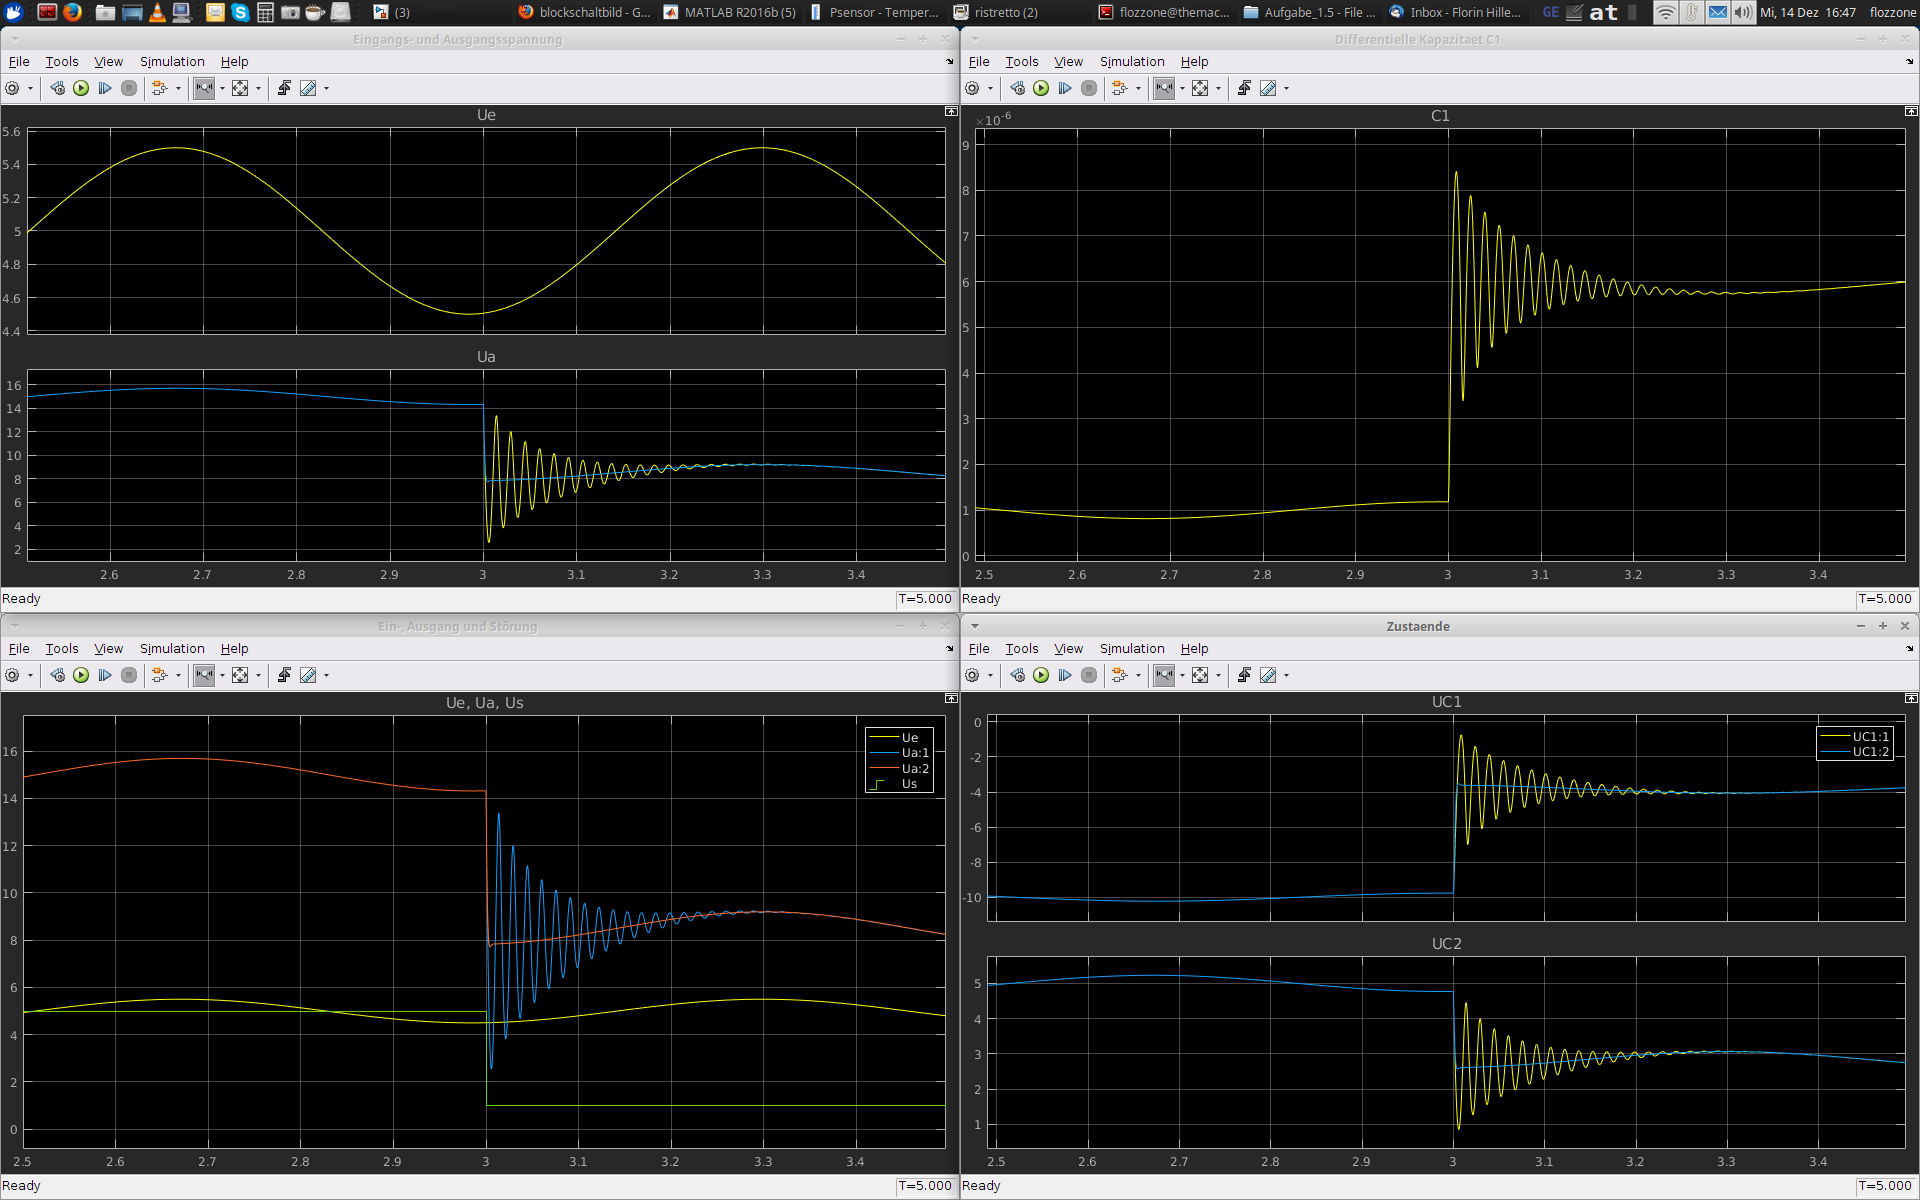 (3) blockschaltbild - G... MATLAB R2016b (5) Psensor - Temper... ristretto (2) flozzone@themac... Aufgabe_1.5 - File ... Inbox - Florin Hille... GE at Mi, 14 Dez 16:47 flozzone
Eingangs- und Ausgangsspannung
File Tools View Simulation Help
Ue
5.6
5.4
5.2
5
4.8
4.6
4.4
Ua
16
14
12
10
8
6
4
2
2.6 2.7 2.8 2.9 3 3.1 3.2 3.3 3.4
Ready T=5.000
Differentielle Kapazitaet C1
File Tools View Simulation Help
C1
×10^-6
9
8
7
6
5
4
3
2
1
0
2.5 2.6 2.7 2.8 2.9 3 3.1 3.2 3.3 3.4
Ready T=5.000
Ein-, Ausgang und Störung
File Tools View Simulation Help
Ue, Ua, Us
16
14
12
10
8
6
4
2
0
Ue
Ua:1
Ua:2
Us
2.5 2.6 2.7 2.8 2.9 3 3.1 3.2 3.3 3.4
Ready T=5.000
Zustaende
File Tools View Simulation Help
UC1
0
-2
-4
-6
-8
-10
UC1:1
UC1:2
UC2
5
4
3
2
1
2.5 2.6 2.7 2.8 2.9 3 3.1 3.2 3.3 3.4
Ready T=5.000